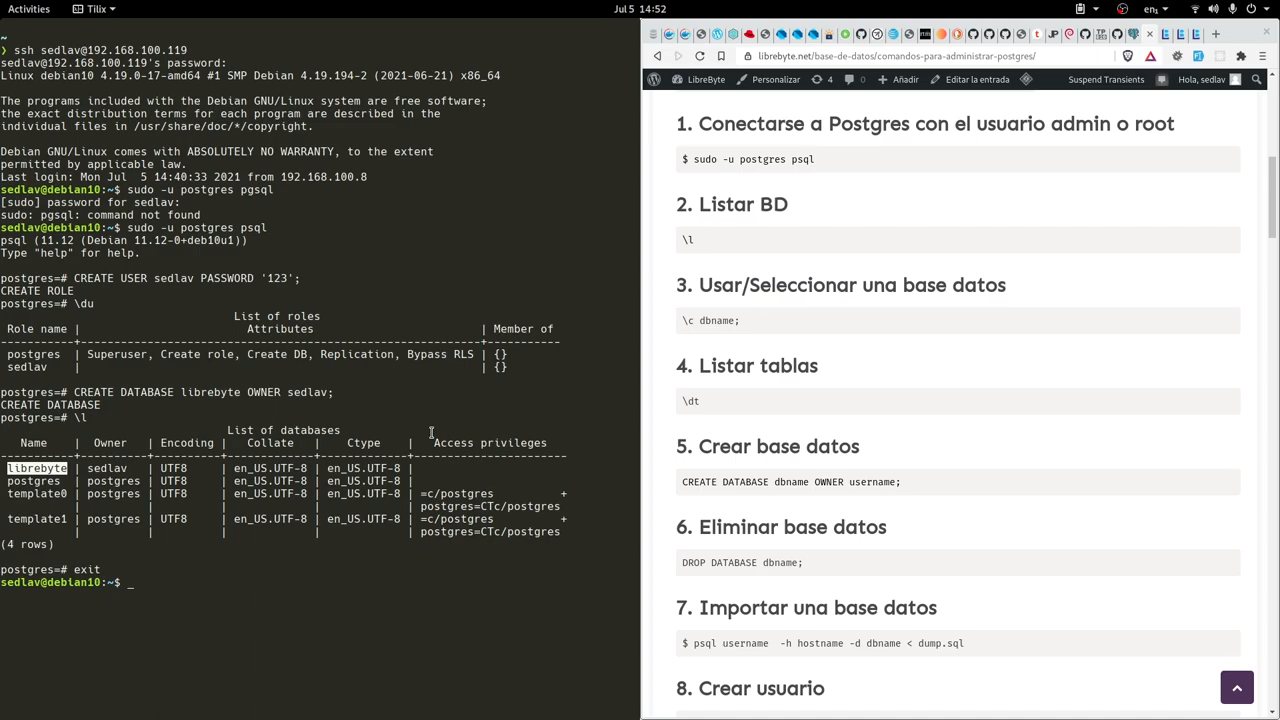 Activities
Tilix
Jul 5 14:52
en₁
~
❯ ssh sedlav@192.168.100.119
sedlav@192.168.100.119's password:
Linux debian10 4.19.0-17-amd64 #1 SMP Debian 4.19.194-2 (2021-06-21) x86_64
The programs included with the Debian GNU/Linux system are free software;
the exact distribution terms for each program are described in the
individual files in /usr/share/doc/*/copyright.
Debian GNU/Linux comes with ABSOLUTELY NO WARRANTY, to the extent
permitted by applicable law.
Last login: Mon Jul  5 14:40:33 2021 from 192.168.100.8
sedlav@debian10:~$ sudo -u postgres pgsql
[sudo] password for sedlav:
sudo: pgsql: command not found
sedlav@debian10:~$ sudo -u postgres psql
psql (11.12 (Debian 11.12-0+deb10u1))
Type "help" for help.
postgres=# CREATE USER sedlav PASSWORD '123';
CREATE ROLE
postgres=# \du
List of roles
Role name | Attributes | Member of
-----------+------------------------------------------------------------+-----------
postgres | Superuser, Create role, Create DB, Replication, Bypass RLS | {}
sedlav | | {}
postgres=# CREATE DATABASE librebyte OWNER sedlav;
CREATE DATABASE
postgres=# \l
List of databases
Name | Owner | Encoding | Collate | Ctype | Access privileges
-----------+----------+----------+-------------+-------------+-----------------------
librebyte | sedlav | UTF8 | en_US.UTF-8 | en_US.UTF-8 |
postgres | postgres | UTF8 | en_US.UTF-8 | en_US.UTF-8 |
template0 | postgres | UTF8 | en_US.UTF-8 | en_US.UTF-8 | =c/postgres +
| | | | | postgres=CTc/postgres
template1 | postgres | UTF8 | en_US.UTF-8 | en_US.UTF-8 | =c/postgres +
| | | | | postgres=CTc/postgres
(4 rows)
postgres=# exit
sedlav@debian10:~$ _
librebyte.net/base-de-datos/comandos-para-administrar-postgres/
LibreByte
Personalizar
4
0
Añadir
Editar la entrada
Suspend Transients
Hola, sedlav
1. Conectarse a Postgres con el usuario admin o root
$ sudo -u postgres psql
2. Listar BD
\l
3. Usar/Seleccionar una base datos
\c dbname;
4. Listar tablas
\dt
5. Crear base datos
CREATE DATABASE dbname OWNER username;
6. Eliminar base datos
DROP DATABASE dbname;
7. Importar una base datos
$ psql username  -h hostname -d dbname < dump.sql
8. Crear usuario